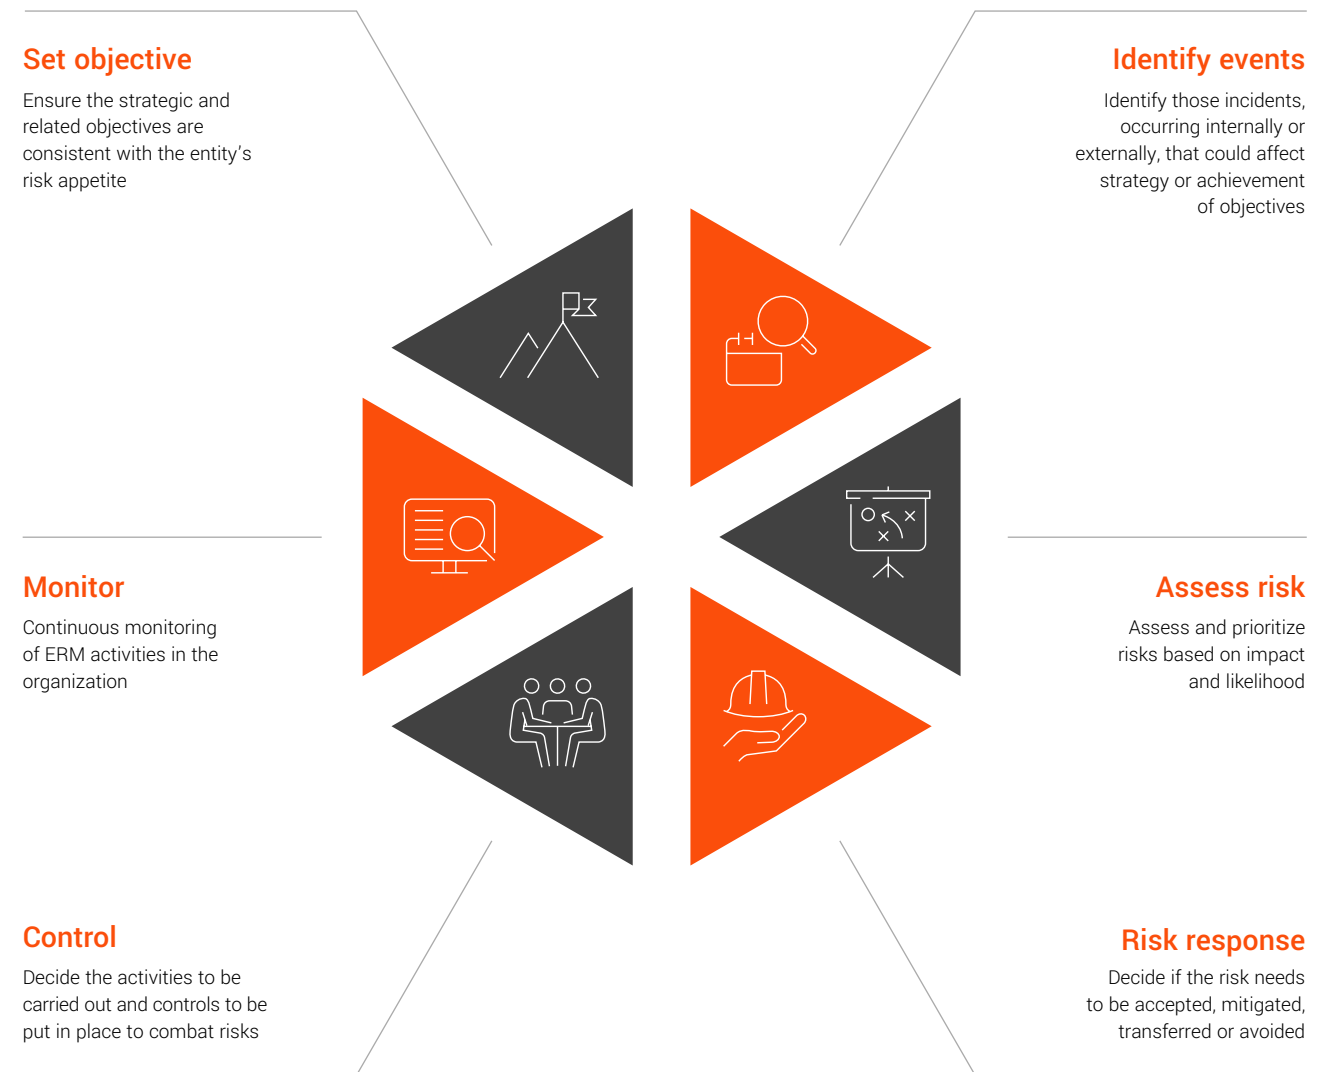 Set objective
Ensure the strategic and
related objectives are
consistent with the entity’s
risk appetite
Identify events
Identify those incidents,
occurring internally or
externally, that could affect
strategy or achievement
of objectives
Monitor
Continuous monitoring
of ERM activities in the
organization
Assess risk
Assess and prioritize
risks based on impact
and likelihood
Control
Decide the activities to be
carried out and controls to be
put in place to combat risks
Risk response
Decide if the risk needs
to be accepted, mitigated,
transferred or avoided